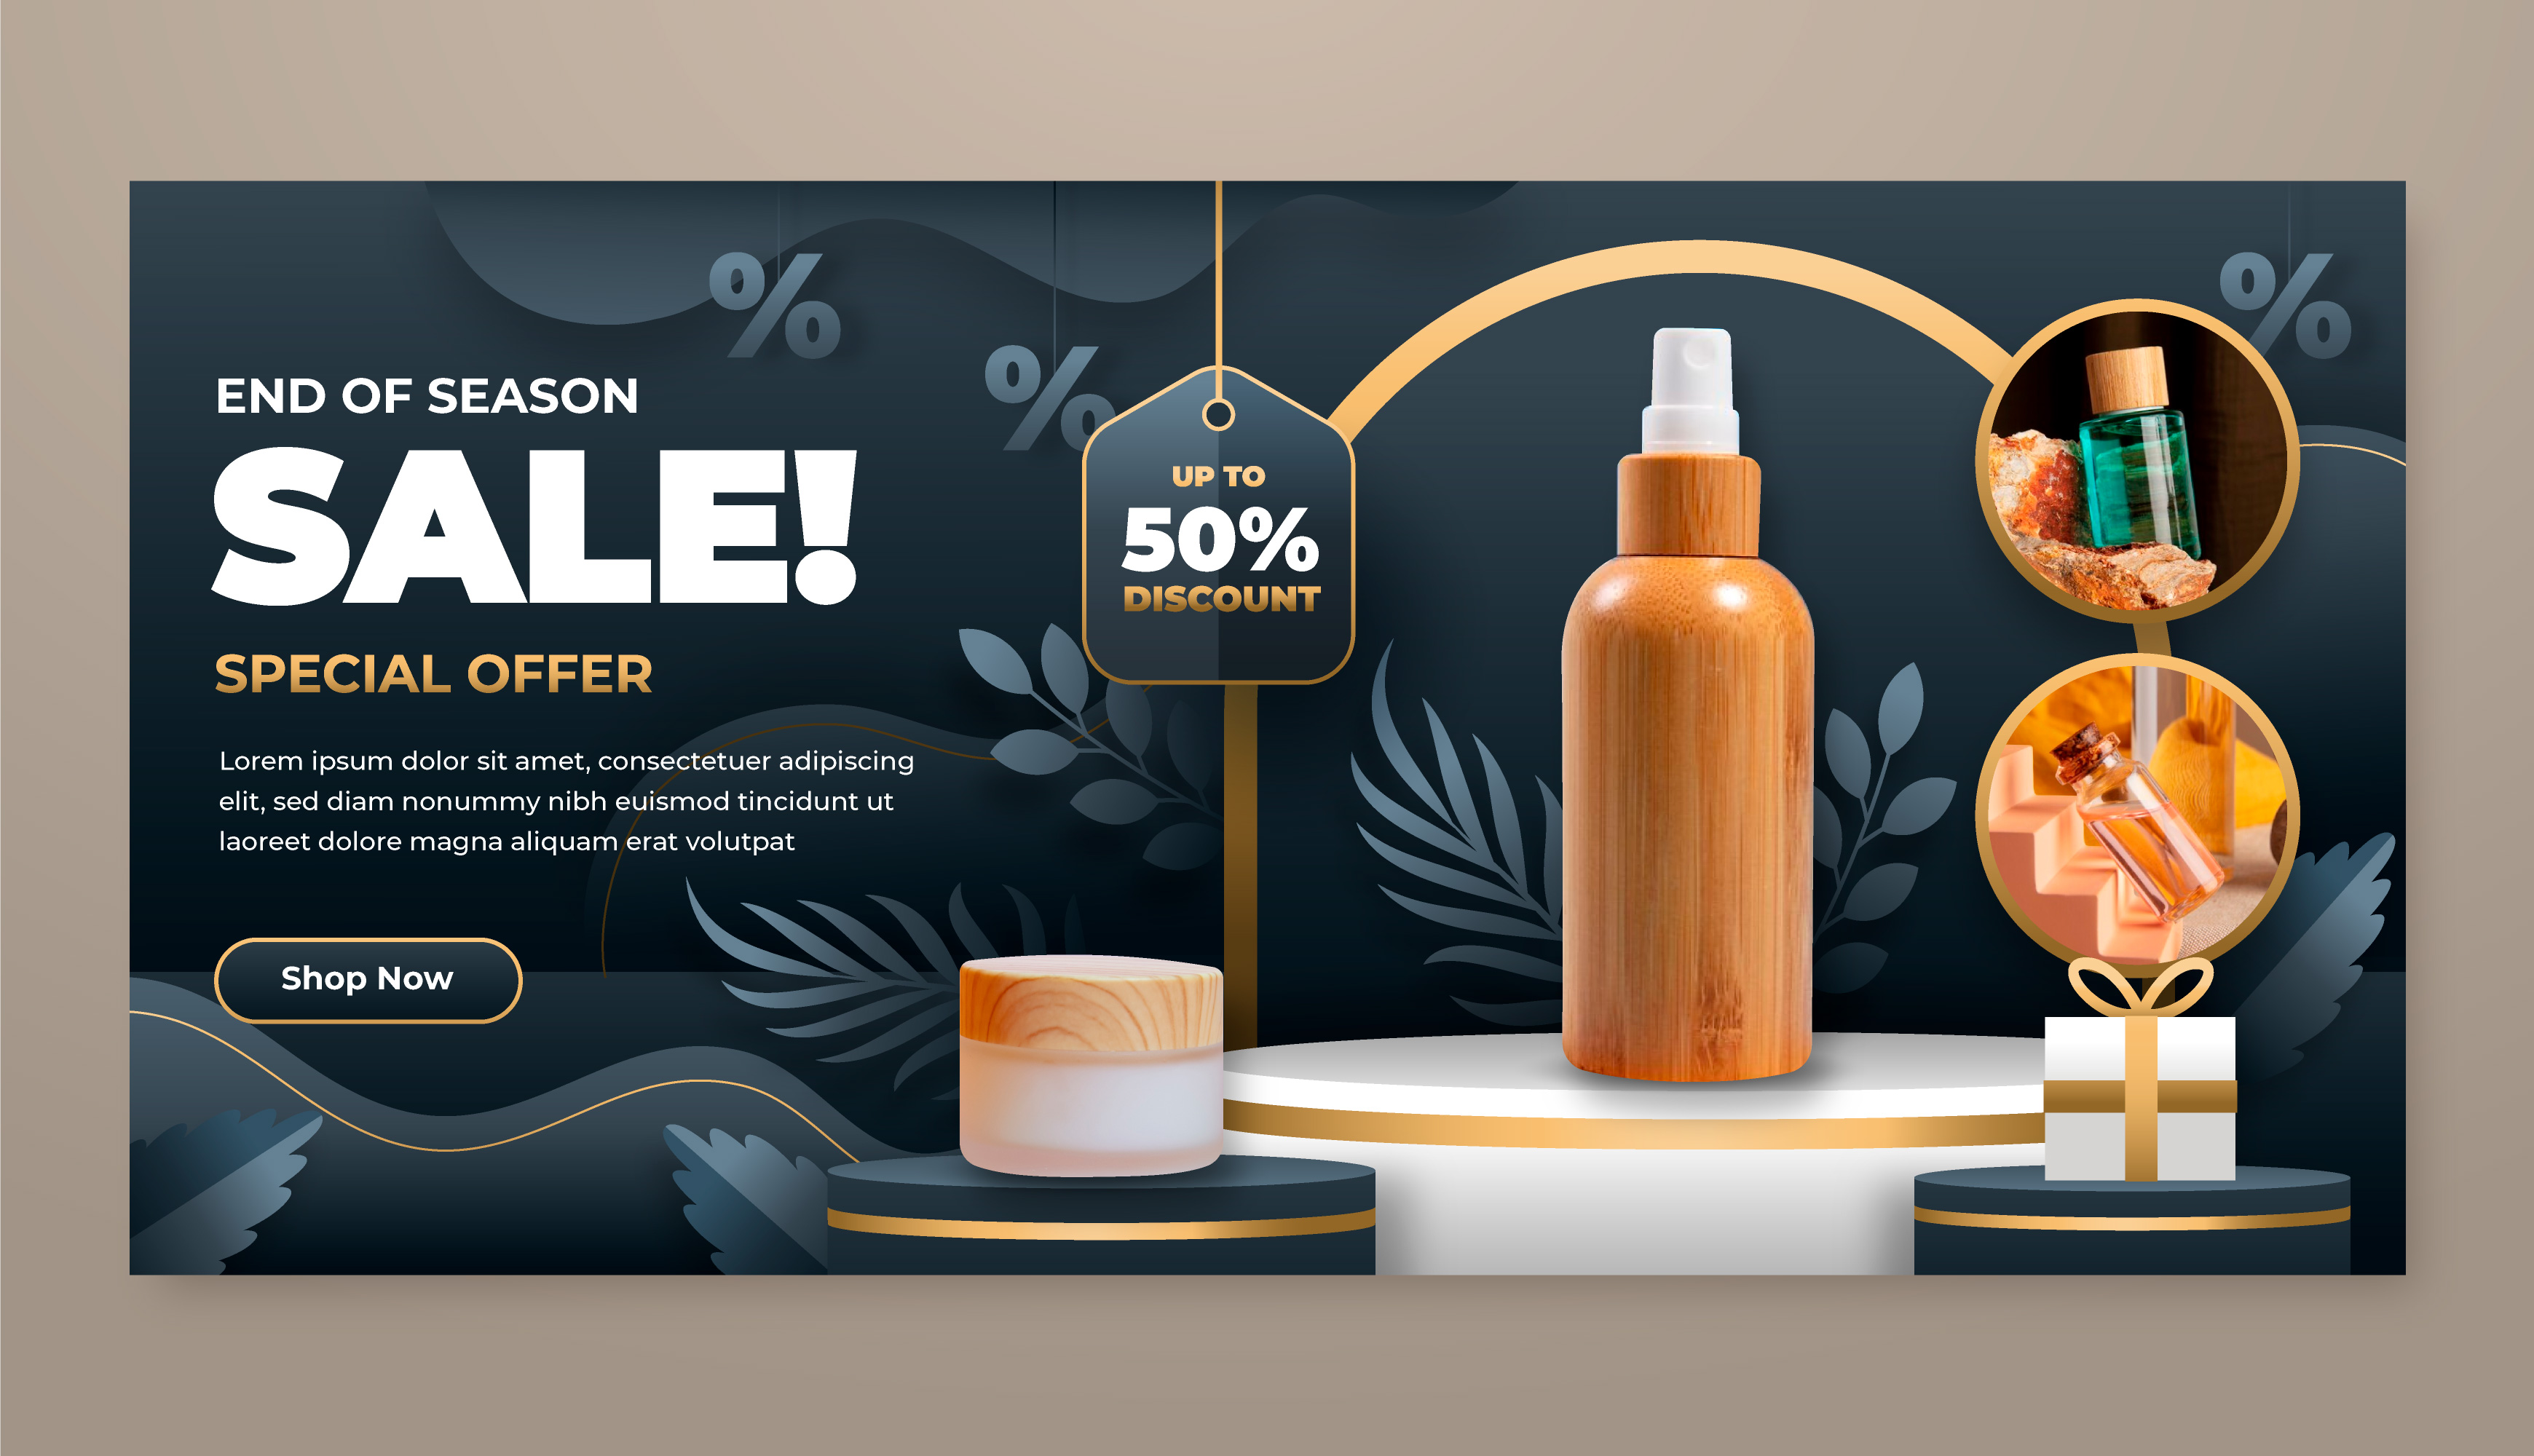 %
%
%
END OF SEASON
SALE!
SPECIAL OFFER
Lorem ipsum dolor sit amet, consectetuer adipiscing
elit, sed diam nonummy nibh euismod tincidunt ut
laoreet dolore magna aliquam erat volutpat
Shop Now
UP TO
50%
DISCOUNT